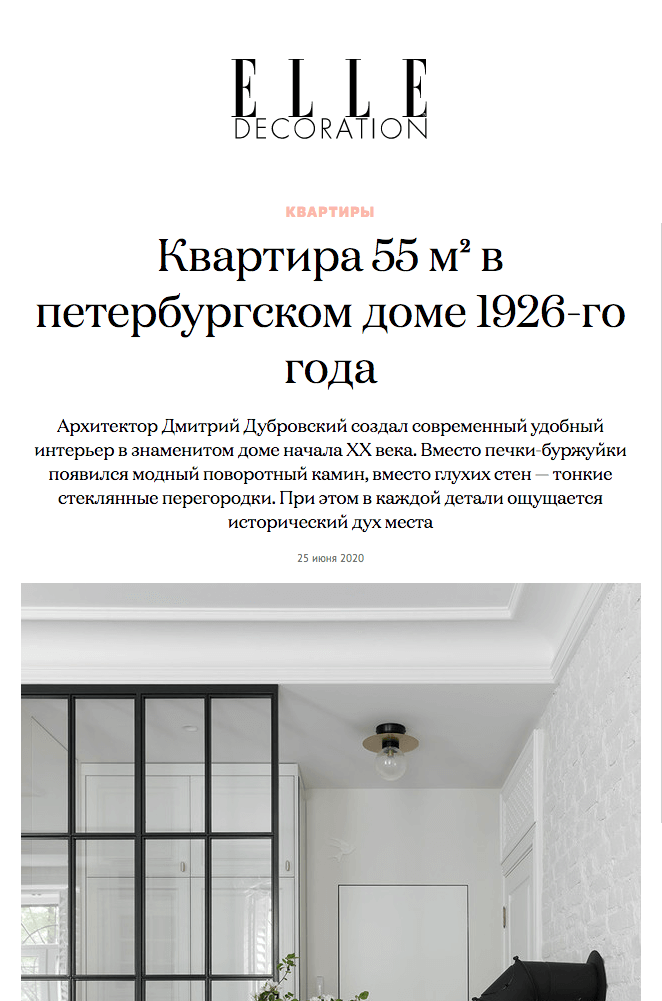 ELLE
DECORATION
КВАРТИРЫ
Квартира 55 м² в
петербургском доме 1926-го
года
Архитектор Дмитрий Дубровский создал современный удобный
интерьер в знаменитом доме начала XX века. Вместо печки-буржуйки
появился модный поворотный камин, вместо глухих стен — тонкие
стеклянные перегородки. При этом в каждой детали ощущается
исторический дух места
25 июня 2020